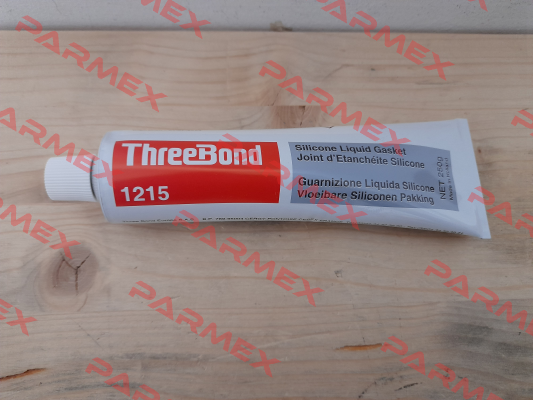 ThreeBond
1215
Silicone Liquid Gasket
Joint d'Etanchéite Silicone
Guarnizione Liquida Silicone
Vloeibare Siliconen Pakking
NET 250g
PARMEX
PARMEX
PARMEX
PARMEX
PARMEX
PARMEX
PARMEX
PARMEX